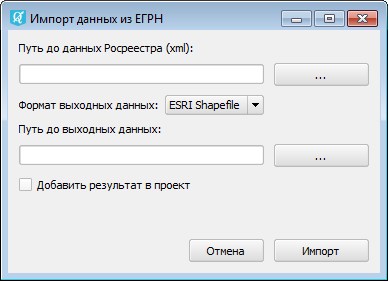 Импорт данных из ЕГРН
Путь до данных Росреестра (xml):
...
Формат выходных данных: ESRI Shapefile
Путь до выходных данных:
...
Добавить результат в проект
Отмена Импорт